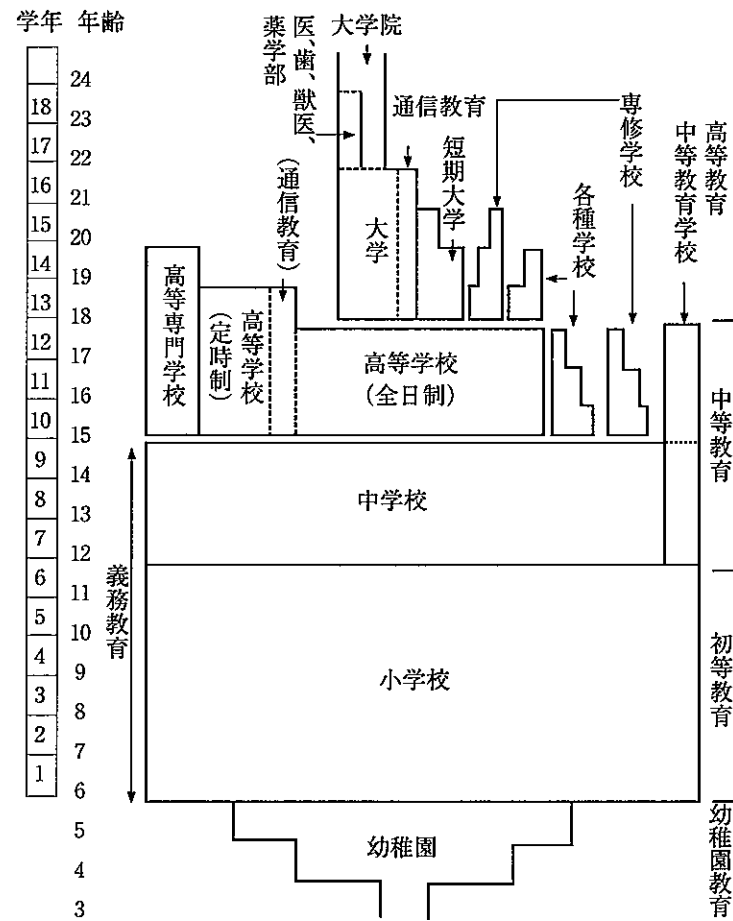 学年 年齢
24
18
23
17
22
16
21
15
20
14
19
13
18
12
17
11
16
10
15
9
14
8
13
7
12
6
11
5
10
4
9
3
8
2
7
1
6
5
4
3
医、歯、獣医、
薬学部
大学院
通信教育
専修学校
高等教育
中等教育学校
(通信教育)
大学
短期大学
各種学校
高等専門学校
高等学校
(定時制)
高等学校
(全日制)
中等教育
中学校
義務教育
小学校
初等教育
幼稚園
幼稚園教育